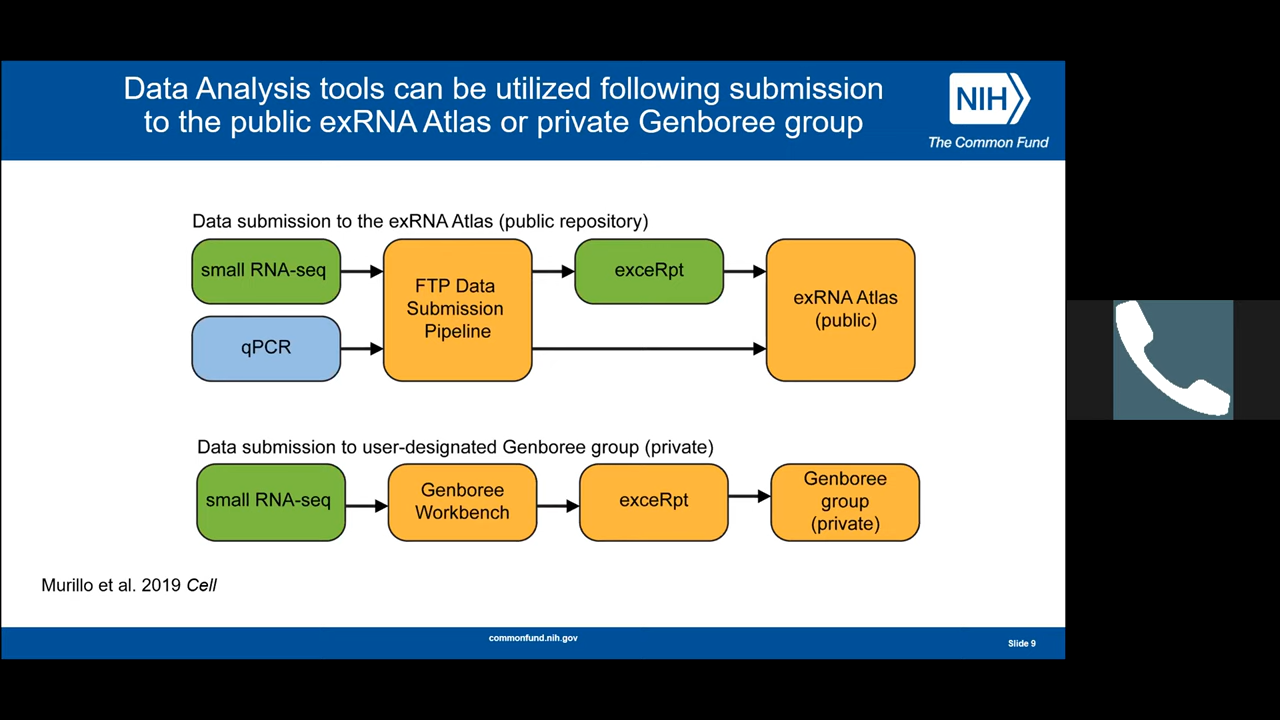 Data Analysis tools can be utilized following submission
to the public exRNA Atlas or private Genboree group
NIH
The Common Fund
Data submission to the exRNA Atlas (public repository)
small RNA-seq
qPCR
FTP Data
Submission
Pipeline
exceRpt
exRNA Atlas
(public)
Data submission to user-designated Genboree group (private)
small RNA-seq
Genboree
Workbench
exceRpt
Genboree
group
(private)
Murillo et al. 2019 Cell
commonfund.nih.gov
Slide 9